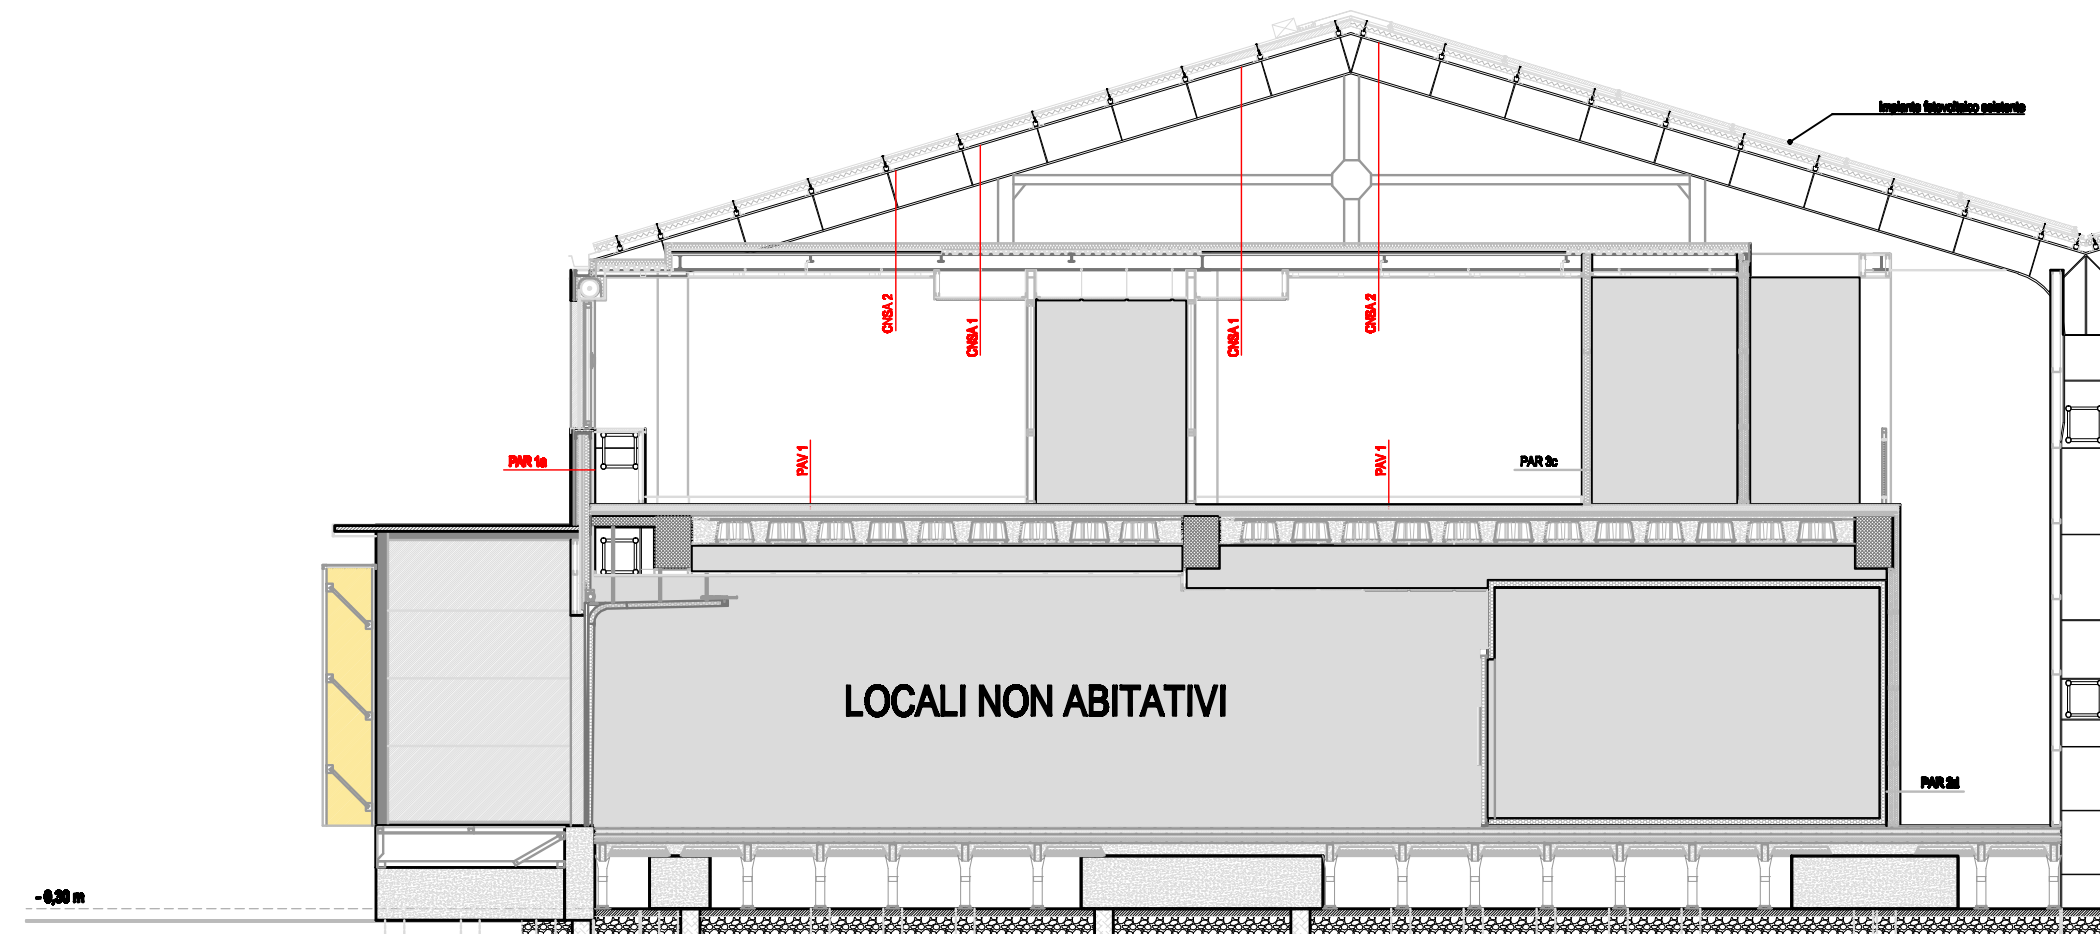 Impianto fotovoltaico esistente
CNSA 2
CNSA 1
CNSA 1
CNSA 2
PAR 1a
PAV 1
PAV 1
PAR 3c
LOCALI NON ABITATIVI
PAR 2d
- 0,30 m